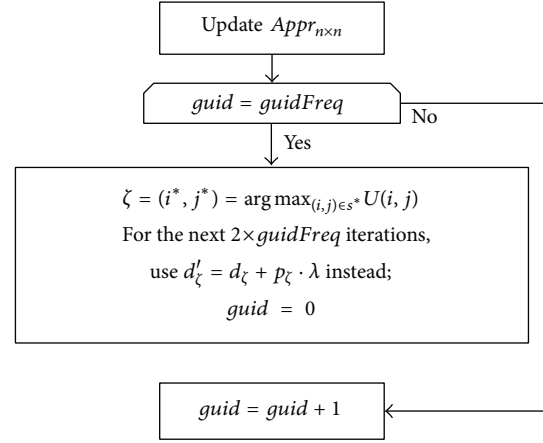 Update Appr_{n×n}
guid = guidFreq
No
Yes
ζ = (i*, j*) = arg max_{(i,j)∈s*} U(i, j)
For the next 2×guidFreq iterations,
use d′_ζ = d_ζ + p_ζ · λ instead;
guid = 0
guid = guid + 1